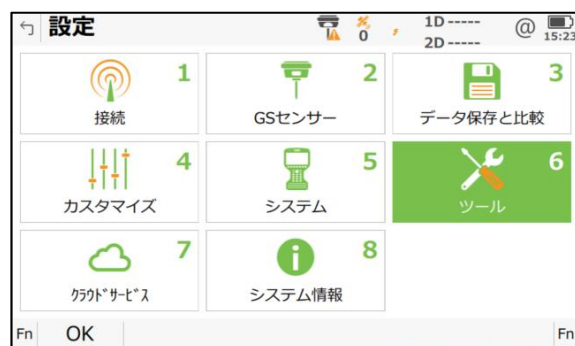 設定
0
1D -----
2D -----
@
15:23
1
接続
2
GSセンサー
3
データ保存と比較
4
カスタマイズ
5
システム
6
ツール
7
ｸﾗｳﾄﾞｻｰﾋﾞｽ
8
システム情報
Fn OK Fn